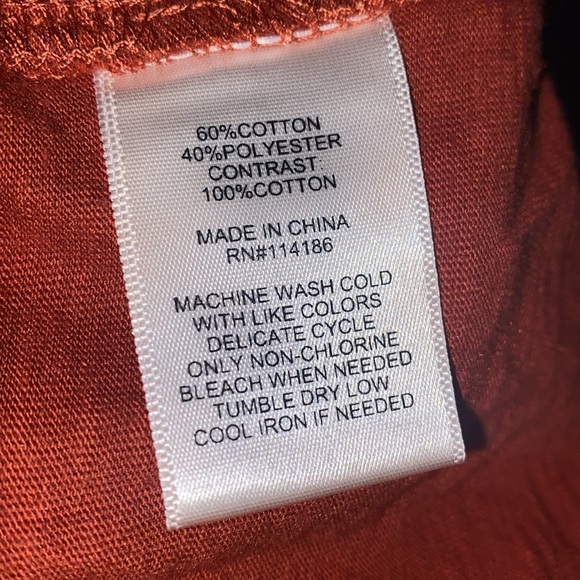 60%COTTON
40%POLYESTER
CONTRAST
100%COTTON
MADE IN CHINA
RN#114186
MACHINE WASH COLD
WITH LIKE COLORS
DELICATE CYCLE
ONLY NON-CHLORINE
BLEACH WHEN NEEDED
TUMBLE DRY LOW
COOL IRON IF NEEDED